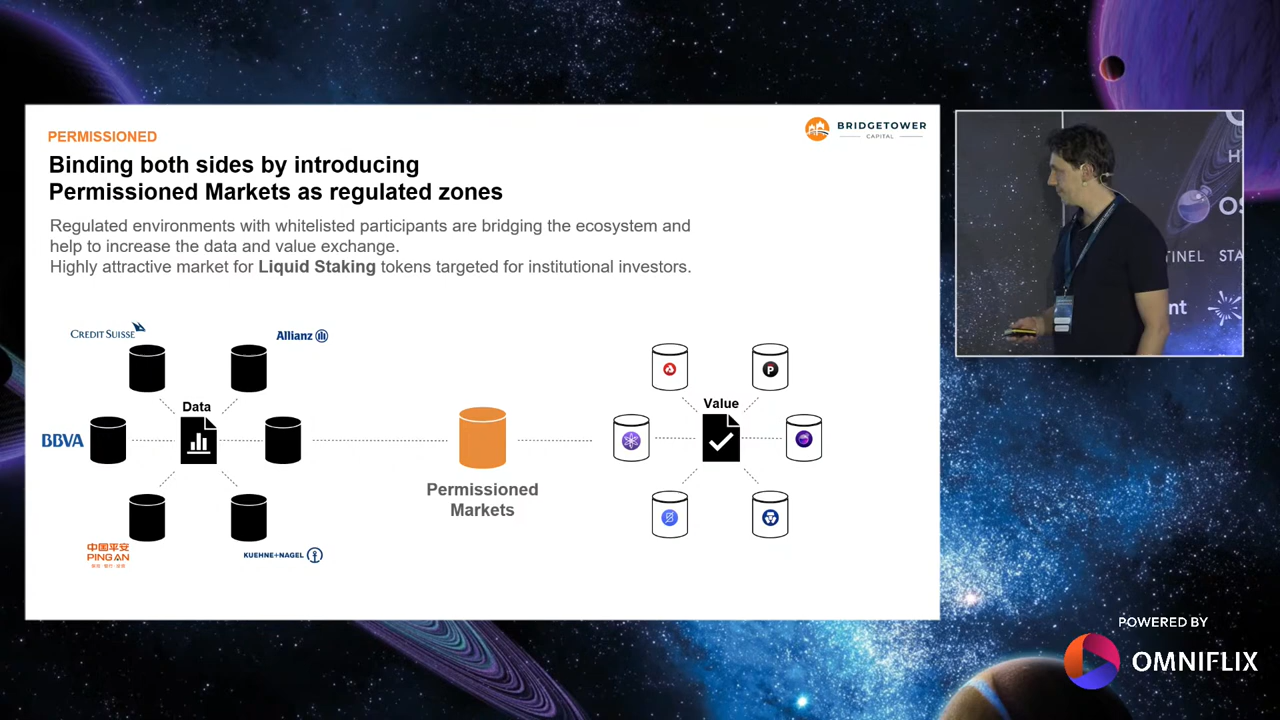 PERMISSIONED
BRIDGETOWER
CAPITAL
Binding both sides by introducing
Permissioned Markets as regulated zones
Regulated environments with whitelisted participants are bridging the ecosystem and
help to increase the data and value exchange.
Highly attractive market for Liquid Staking tokens targeted for institutional investors.
CREDIT SUISSE
Allianz
Data
BBVA
中国平安
PING AN
KUEHNE+NAGEL
Permissioned
Markets
Value
P
H
OS
TINEL STA
nt
POWERED BY
OMNIFLIX